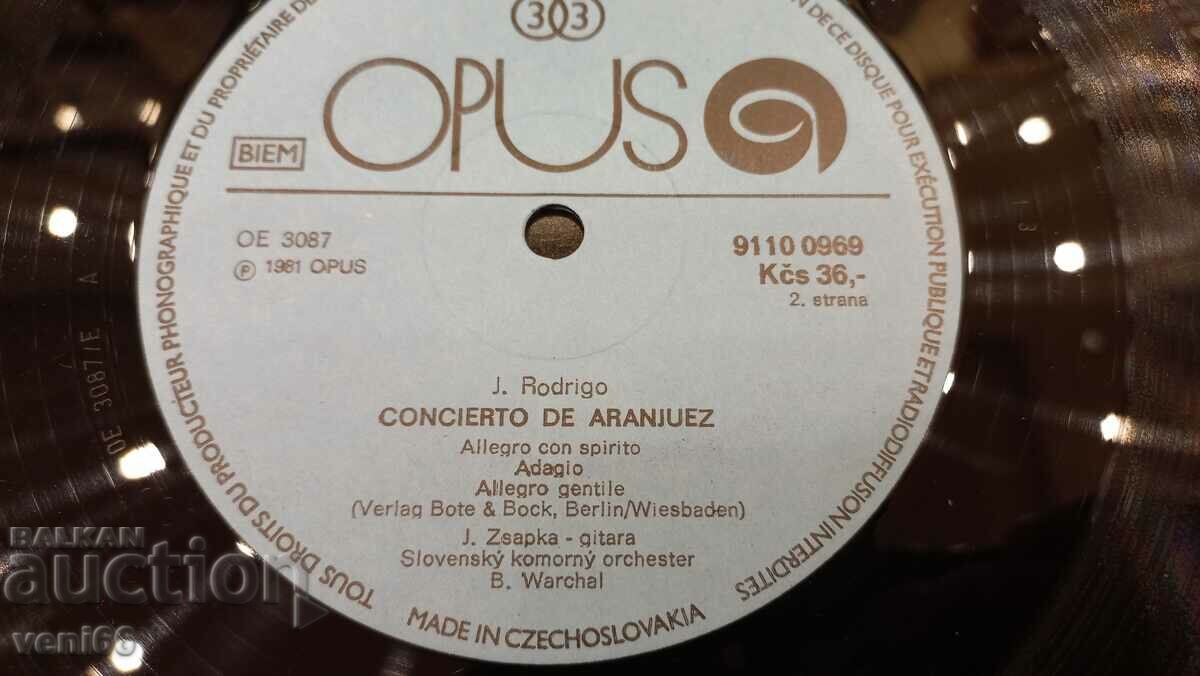 33
OPUS
BIEM
OE 3087
℗ 1981 OPUS
9110 0969
Kčs 36,-
2. strana
J. Rodrigo
CONCIERTO DE ARANJUEZ
Allegro con spirito
Adagio
Allegro gentile
(Verlag Bote & Bock, Berlin/Wiesbaden)
J. Zsapka - gitara
Slovenský komorný orchester
B. Warchal
TOUS DROITS DU PRODUCTEUR PHONOGRAPHIQUE ET DU PROPRIÉTAIRE DE
DE CE DISQUE POUR EXÉCUTION PUBLIQUE ET RADIODIFFUSION INTERDITES
MADE IN CZECHOSLOVAKIA
OE 3087/E A
BALKAN
auction
veni68